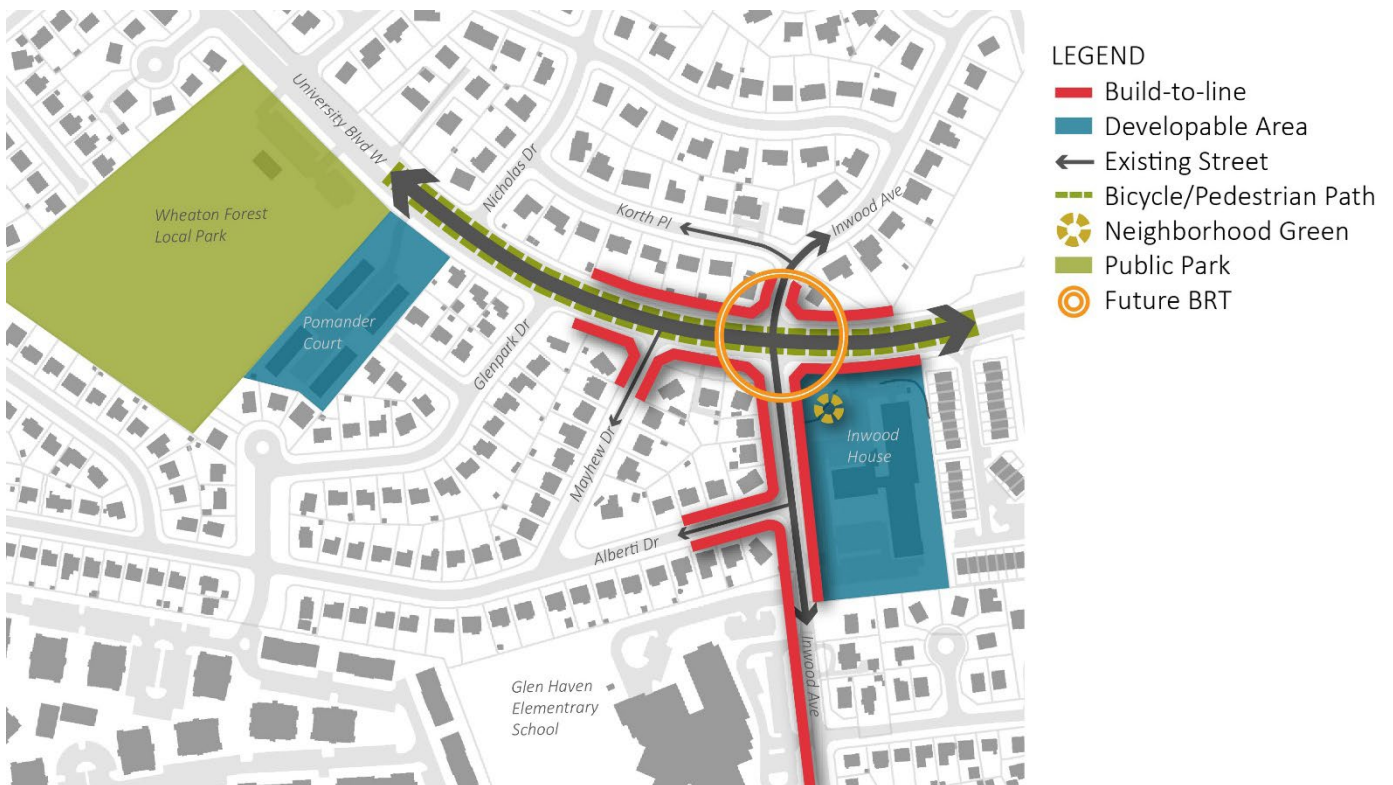 University Blvd W
Nicholas Dr
Wheaton Forest
Local Park
Korth Pl
Inwood Ave
Pomander
Court
Glenpark Dr
Mayhew Dr
Inwood
House
Alberti Dr
Glen Haven
Elementrary
School
Inwood Ave
LEGEND
Build-to-line
Developable Area
Existing Street
Bicycle/Pedestrian Path
Neighborhood Green
Public Park
Future BRT